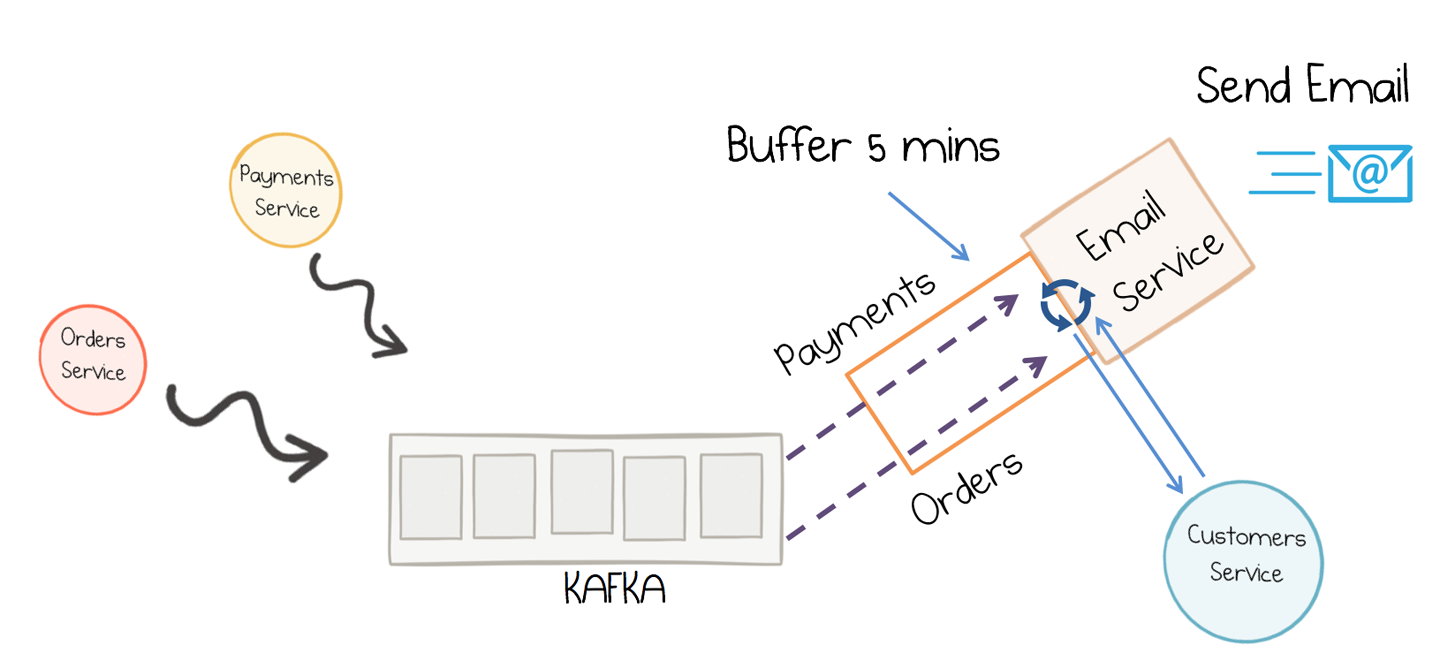 Send Email
Buffer 5 mins
@
Payments
Service
Email
Service
Payments
Orders
Service
Orders
Customers
Service
KAFKA